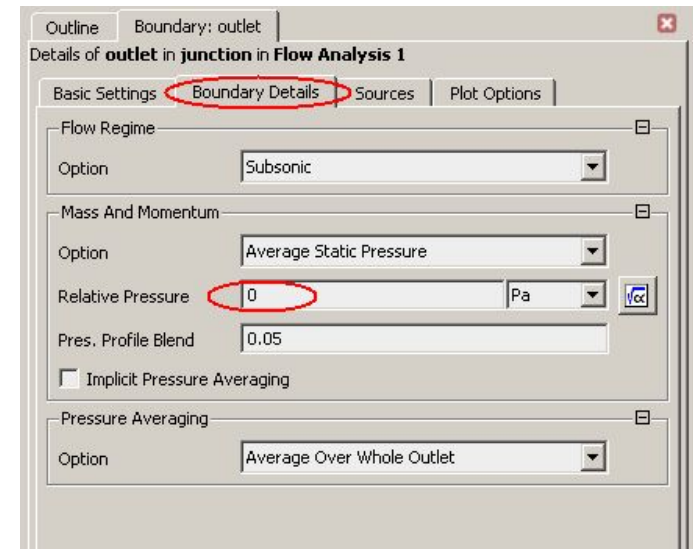 Outline Boundary: outlet
Details of outlet in junction in Flow Analysis 1
Basic Settings Boundary Details Sources Plot Options
Flow Regime
Option Subsonic
Mass And Momentum
Option Average Static Pressure
Relative Pressure 0 Pa
Pres. Profile Blend 0.05
Implicit Pressure Averaging
Pressure Averaging
Option Average Over Whole Outlet